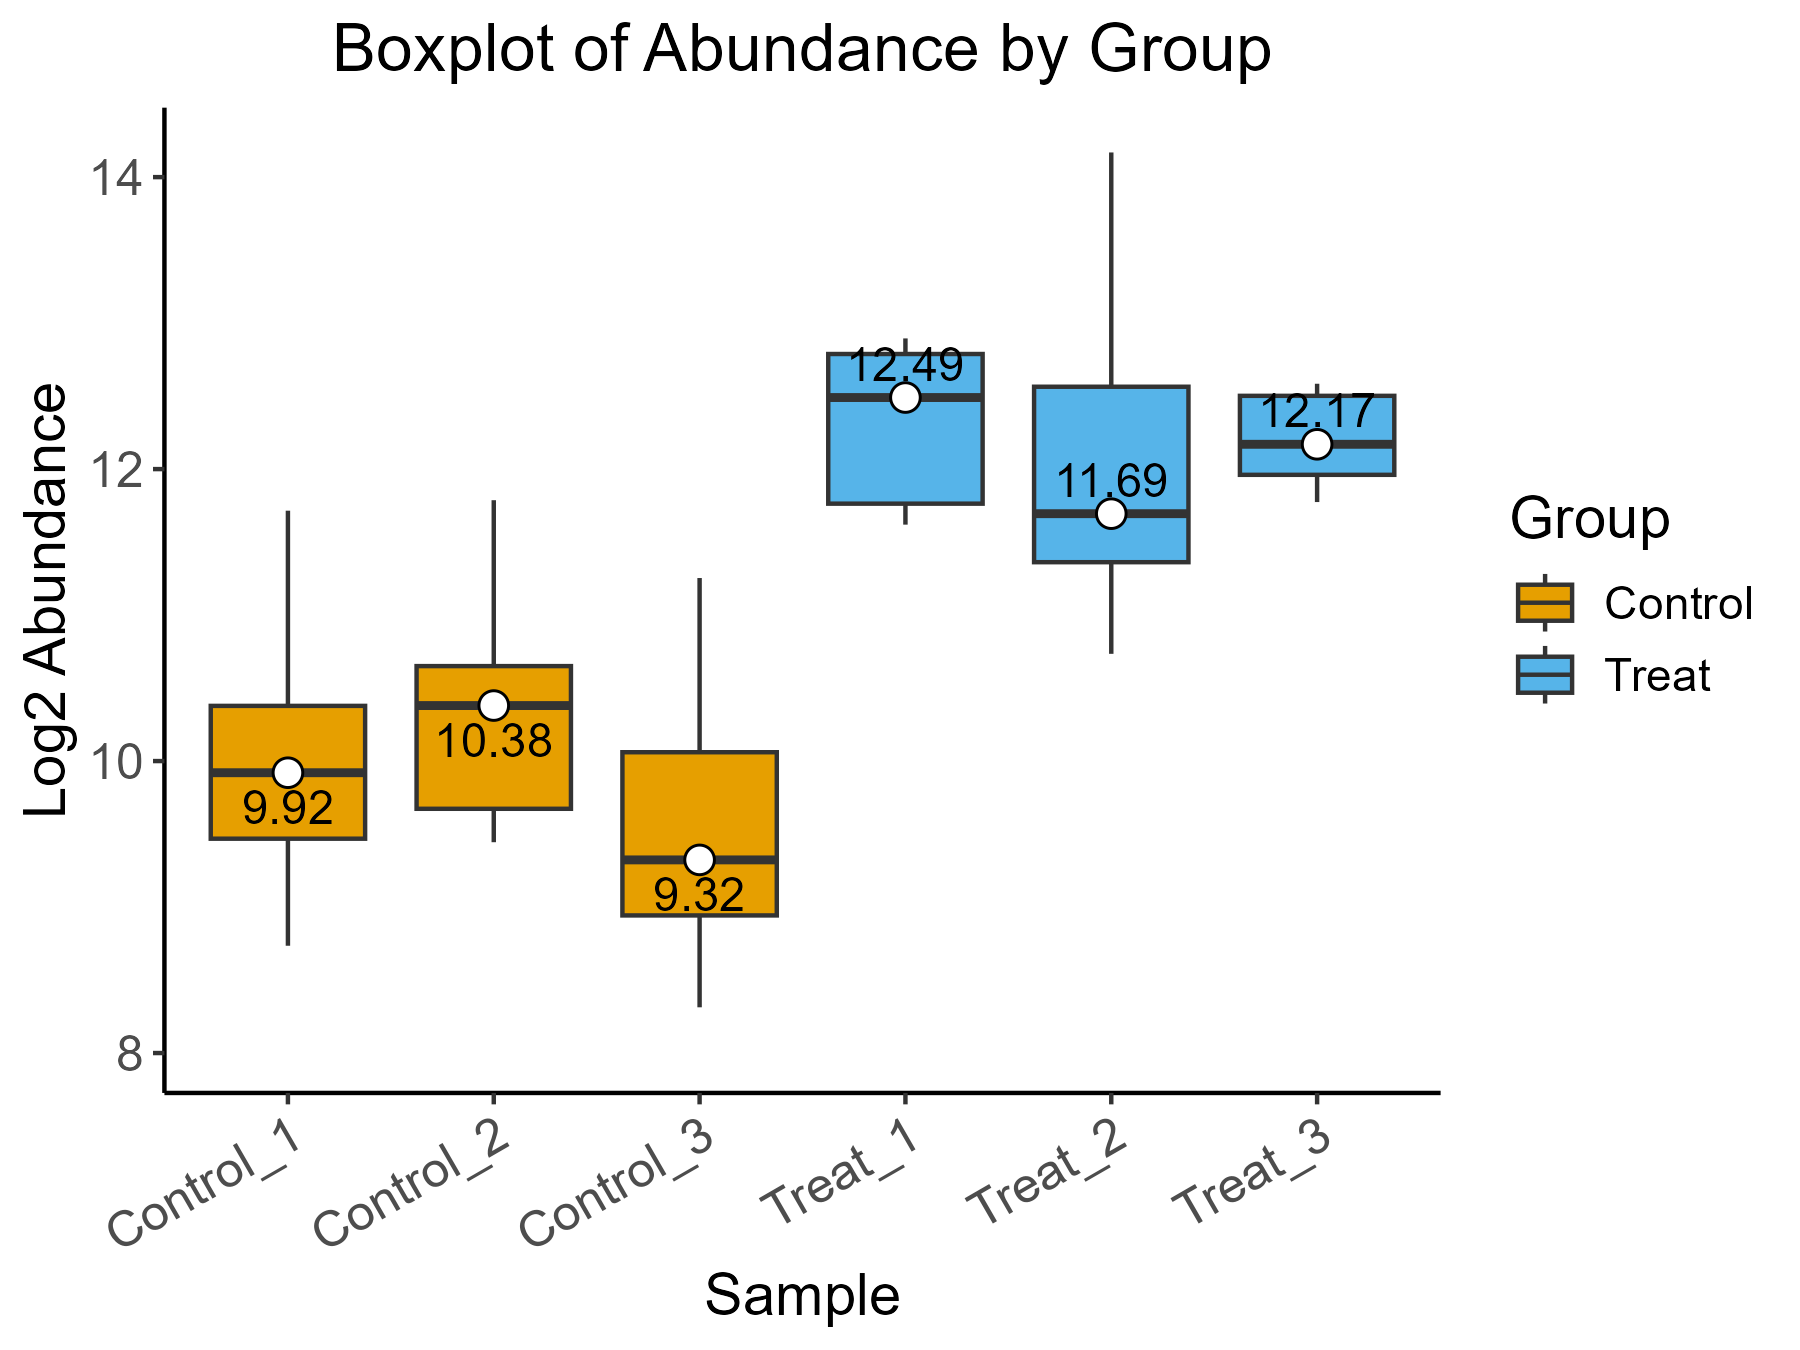 Boxplot of Abundance by Group
Log2 Abundance
14
12
10
8
12.49
12.17
11.69
10.38
9.92
9.32
Group
Control
Treat
Control_1
Control_2
Control_3
Treat_1
Treat_2
Treat_3
Sample